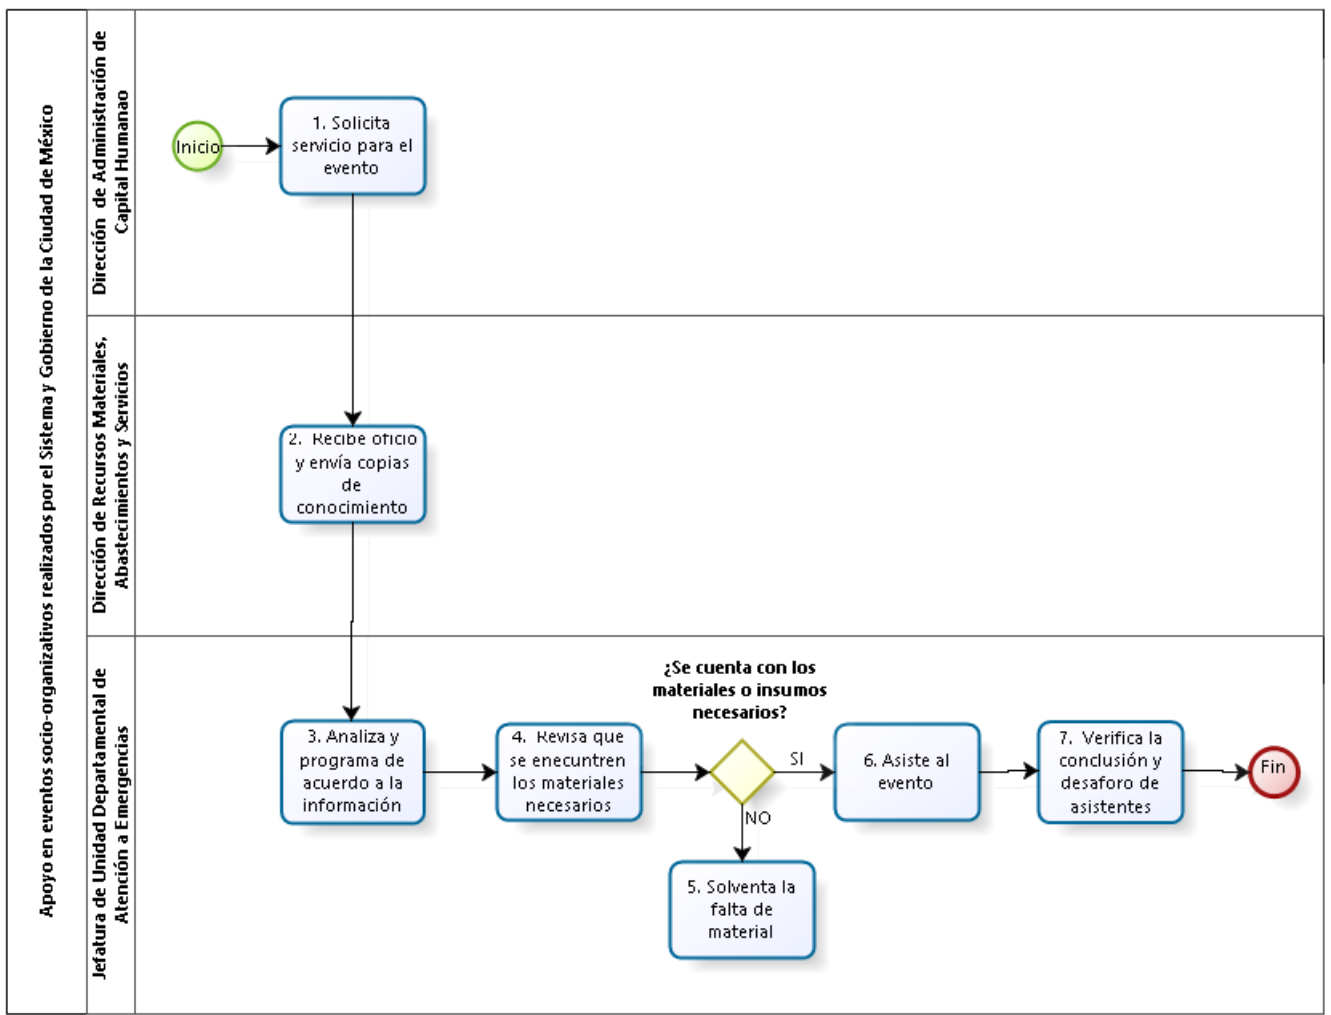 Apoyo en eventos socio-organizativos realizados por el Sistema y Gobierno de la Ciudad de México
Dirección de Administración de
Capital Humanao
Inicio
1. Solicita
servicio para el
evento
Dirección de Recursos Materiales,
Abastecimientos y Servicios
2. Recibe oficio
y envía copias
de
conocimiento
Jefatura de Unidad Departamental de
Atención a Emergencias
3. Analiza y
programa de
acuerdo a la
información
4. Revisa que
se enecuntren
los materiales
necesarios
¿Se cuenta con los
materiales o insumos
necesarios?
SI
NO
5. Solventa la
falta de
material
6. Asiste al
evento
7. Verifica la
conclusión y
desaforo de
asistentes
Fin